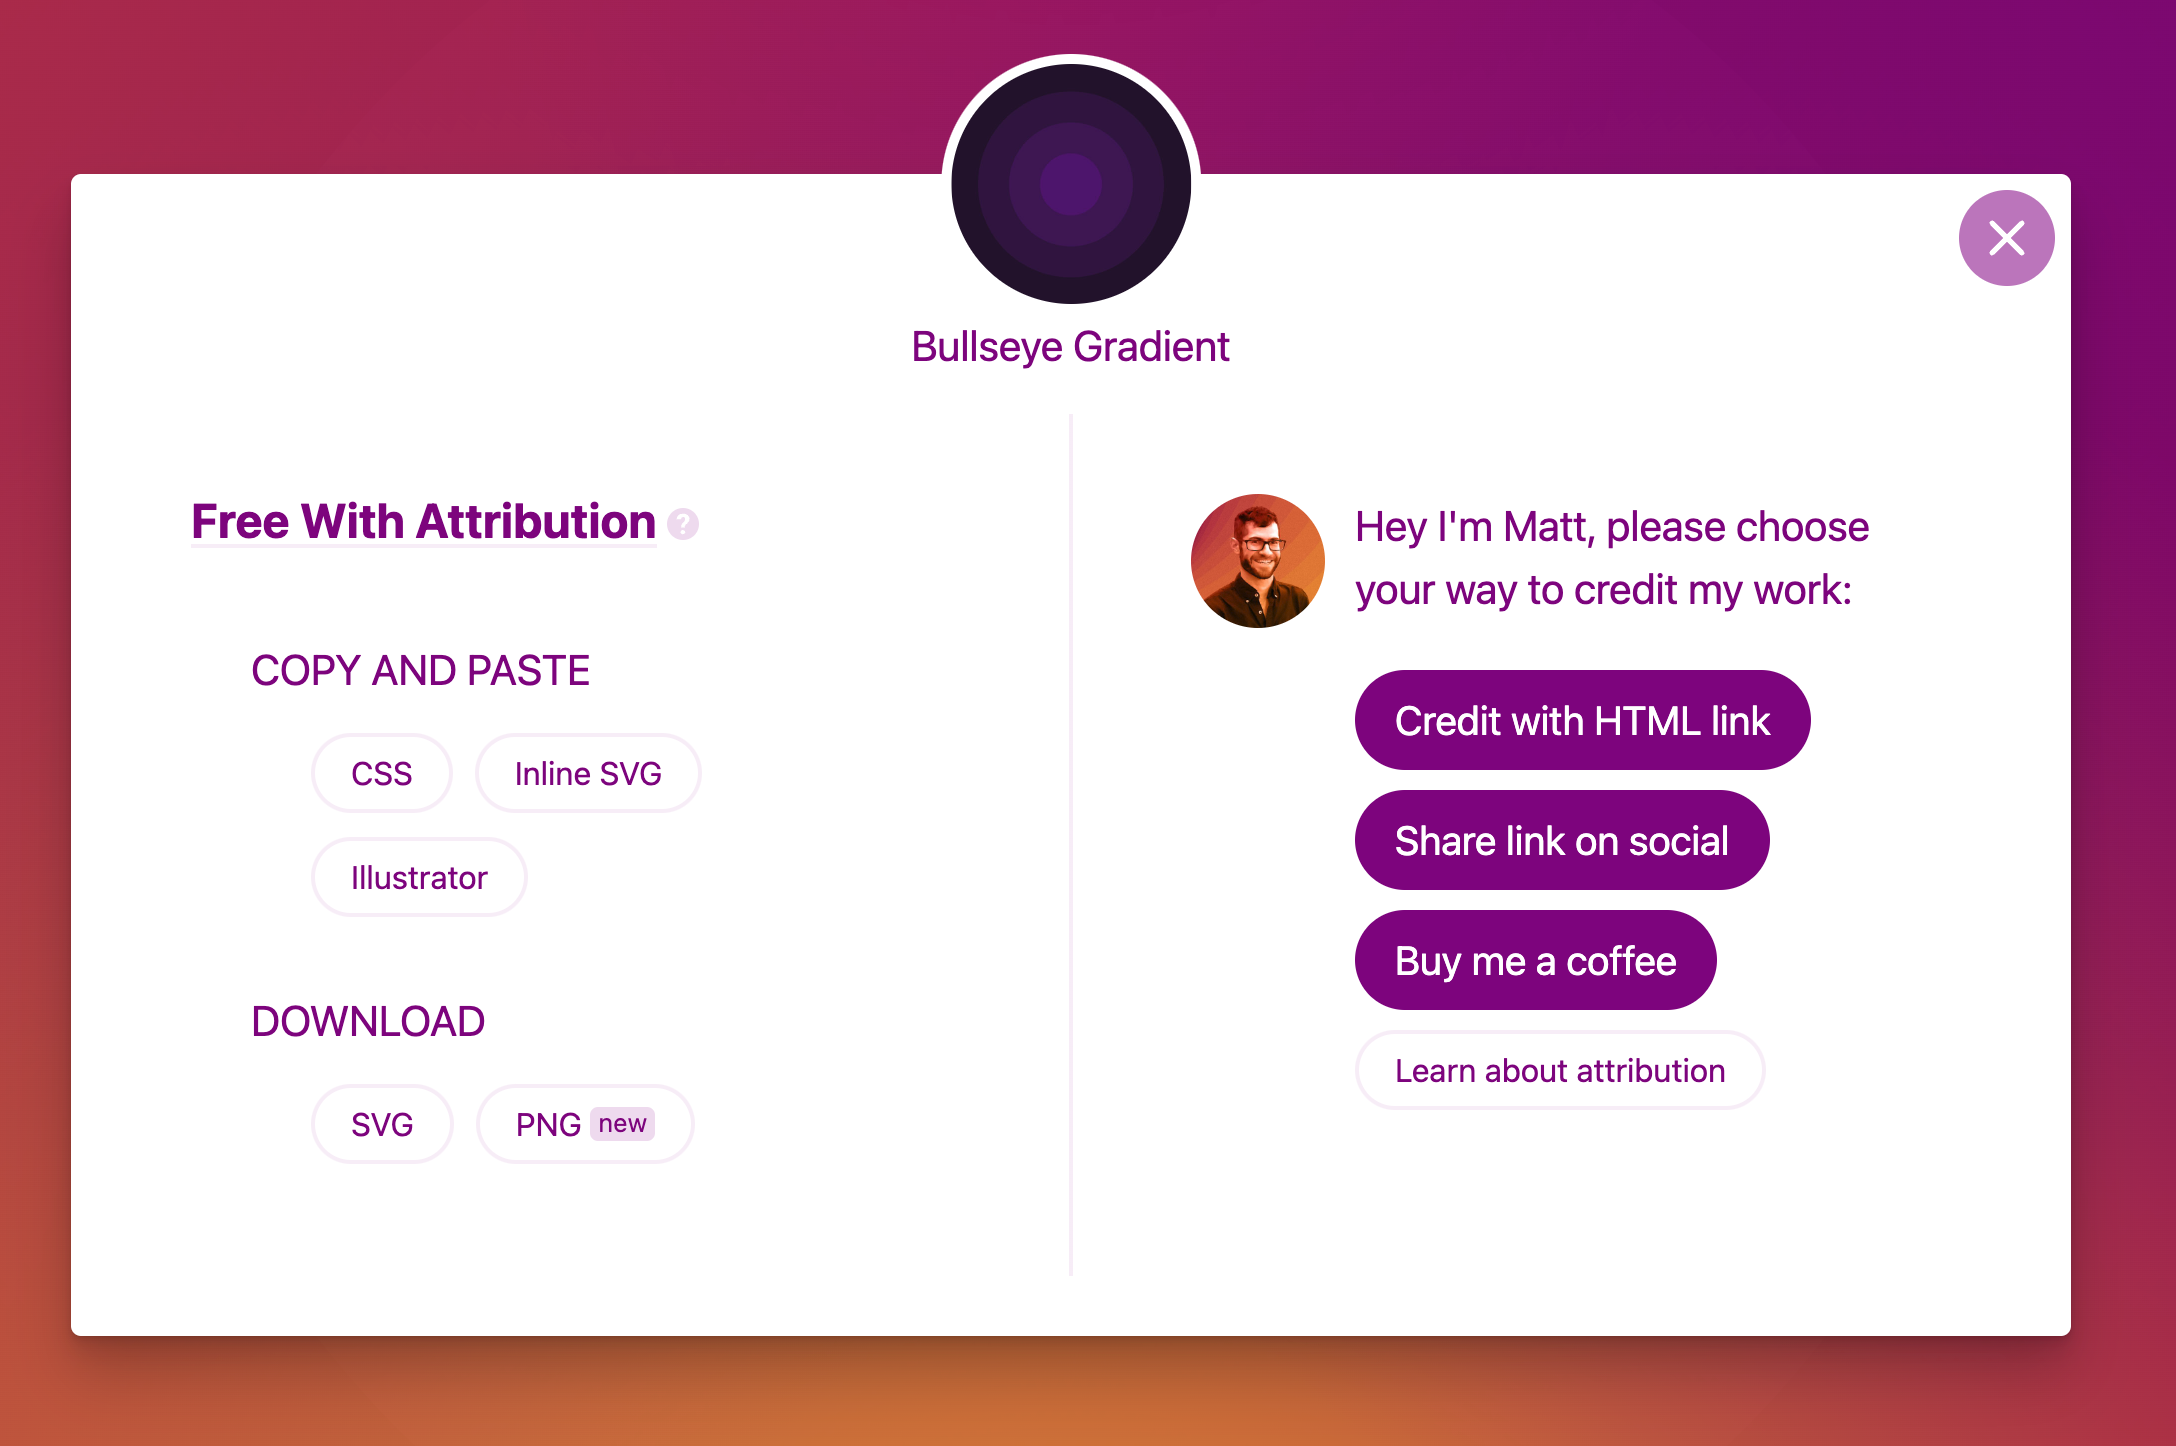 Bullseye Gradient
Free With Attribution ?
COPY AND PASTE
CSS
Inline SVG
Illustrator
DOWNLOAD
SVG
PNG new
Hey I'm Matt, please choose
your way to credit my work:
Credit with HTML link
Share link on social
Buy me a coffee
Learn about attribution